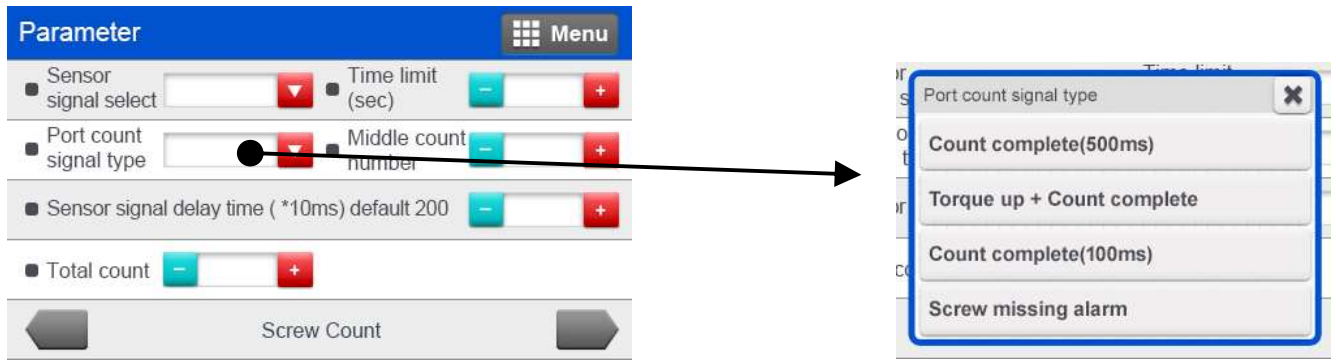 Parameter
Menu
Sensor
signal select
Time limit
(sec)
Port count
signal type
Middle count
number
Sensor signal delay time ( *10ms) default 200
Total count
Screw Count
Port count signal type
Count complete(500ms)
Torque up + Count complete
Count complete(100ms)
Screw missing alarm